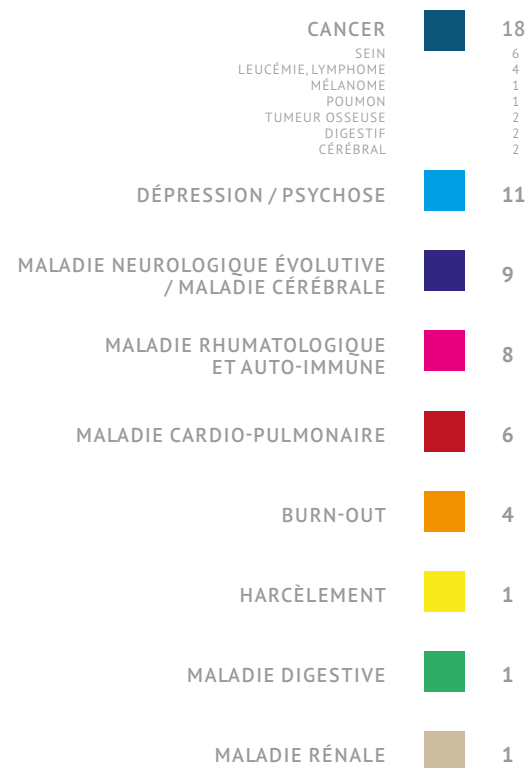 CANCER 18
SEIN 6
LEUCÉMIE, LYMPHOME 4
MÉLANOME 1
POUMON 1
TUMEUR OSSEUSE 2
DIGESTIF 2
CÉRÉBRAL 2
DÉPRESSION / PSYCHOSE 11
MALADIE NEUROLOGIQUE ÉVOLUTIVE
/ MALADIE CÉRÉBRALE 9
MALADIE RHUMATOLOGIQUE
ET AUTO-IMMUNE 8
MALADIE CARDIO-PULMONAIRE 6
BURN-OUT 4
HARCÈLEMENT 1
MALADIE DIGESTIVE 1
MALADIE RÉNALE 1